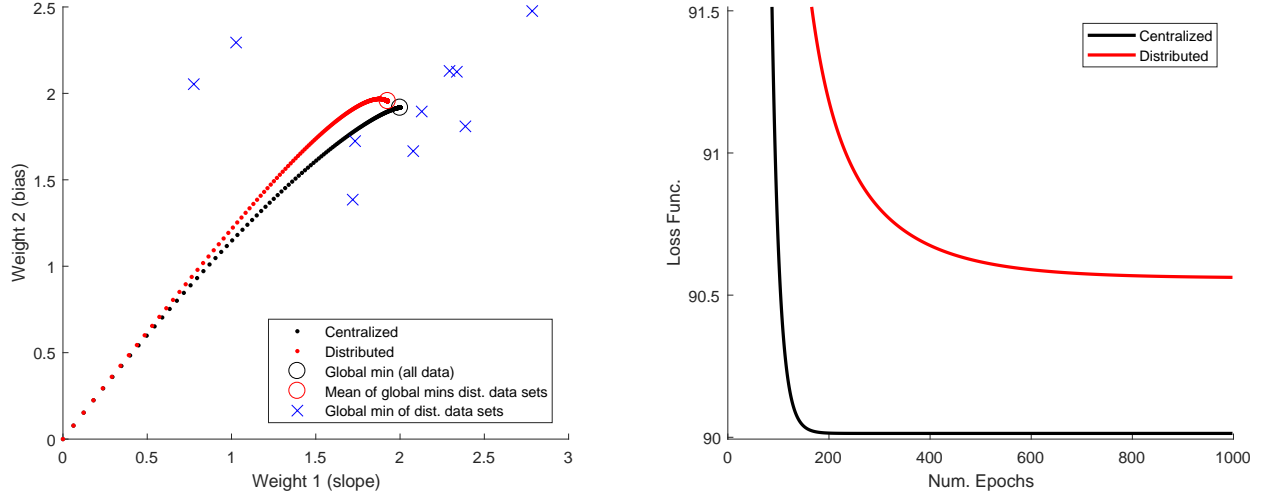 2.5
2
1.5
1
0.5
0
0
0.5
1
1.5
2
2.5
3
Weight 2 (bias)
Weight 1 (slope)
Centralized
Distributed
Global min (all data)
Mean of global mins dist. data sets
Global min of dist. data sets
91.5
91
90.5
90
0
200
400
600
800
1000
Loss Func.
Num. Epochs
Centralized
Distributed